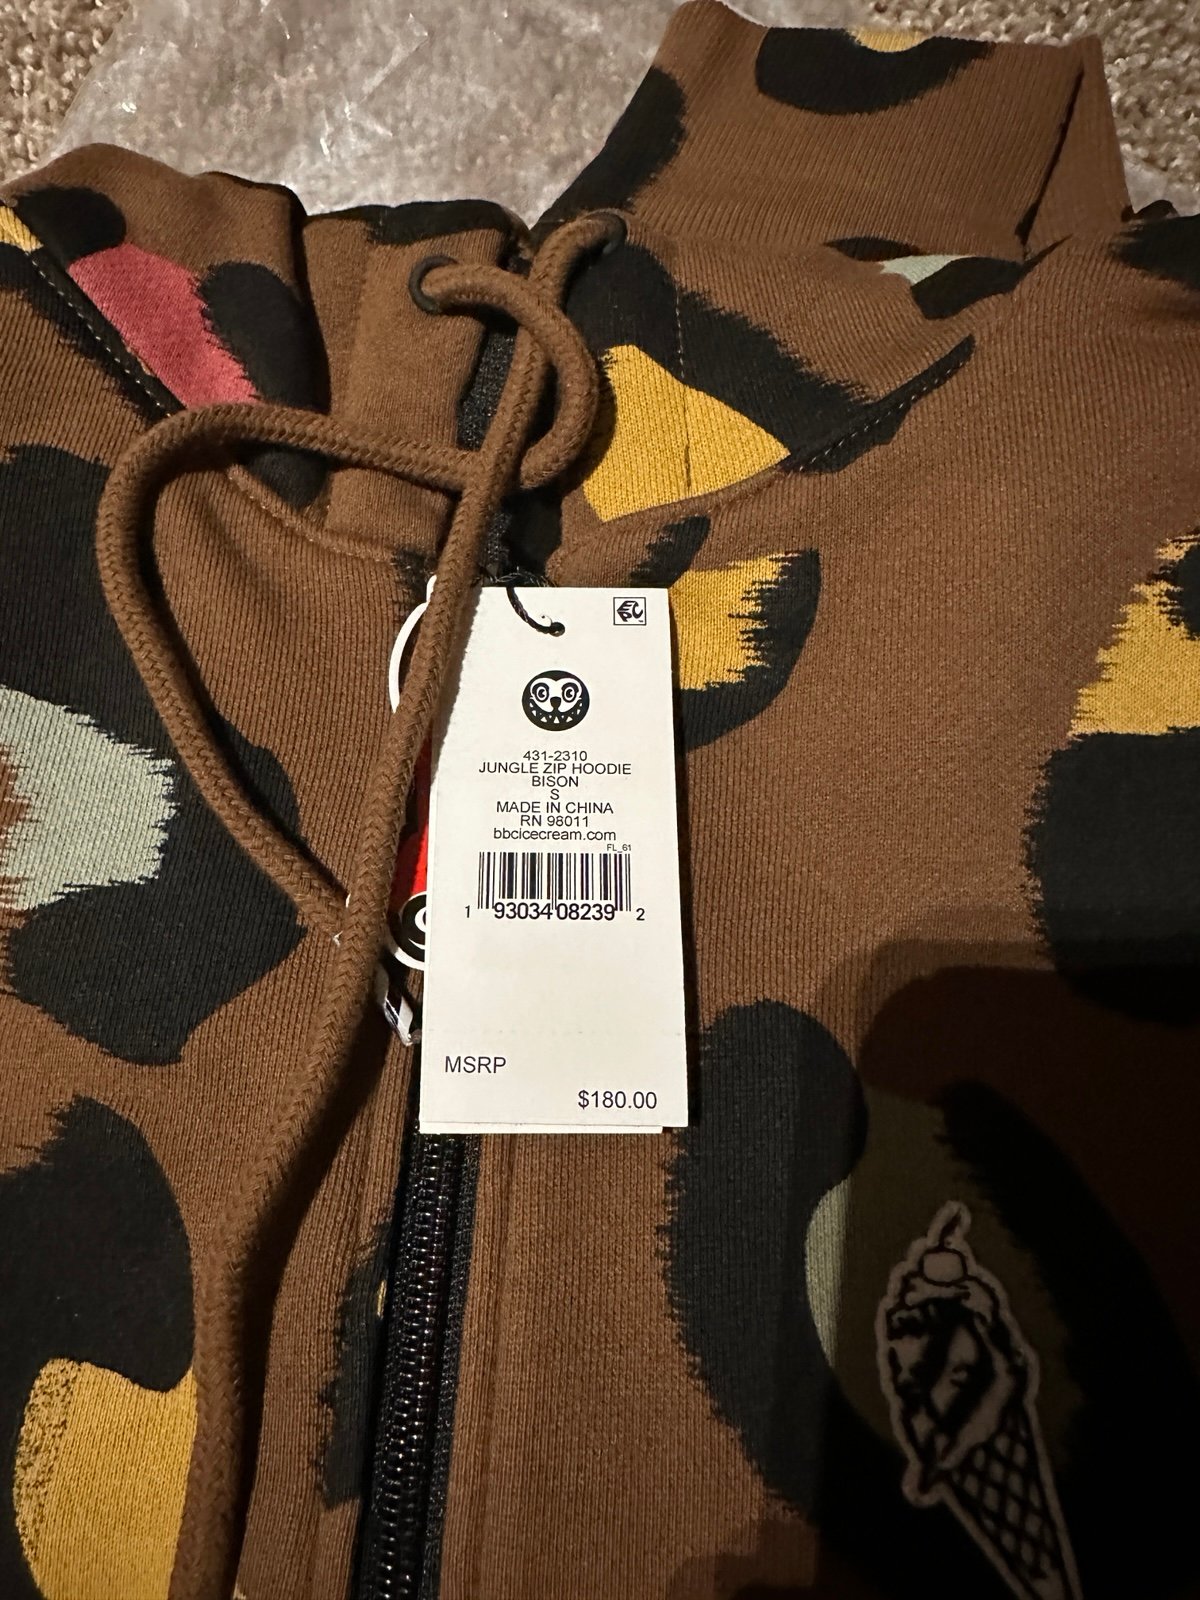 431-2310
JUNGLE ZIP HOODIE
BISON
S
MADE IN CHINA
RN 98011
bbcicecream.com
FL_61
1 93034 08239 2
MSRP
$180.00